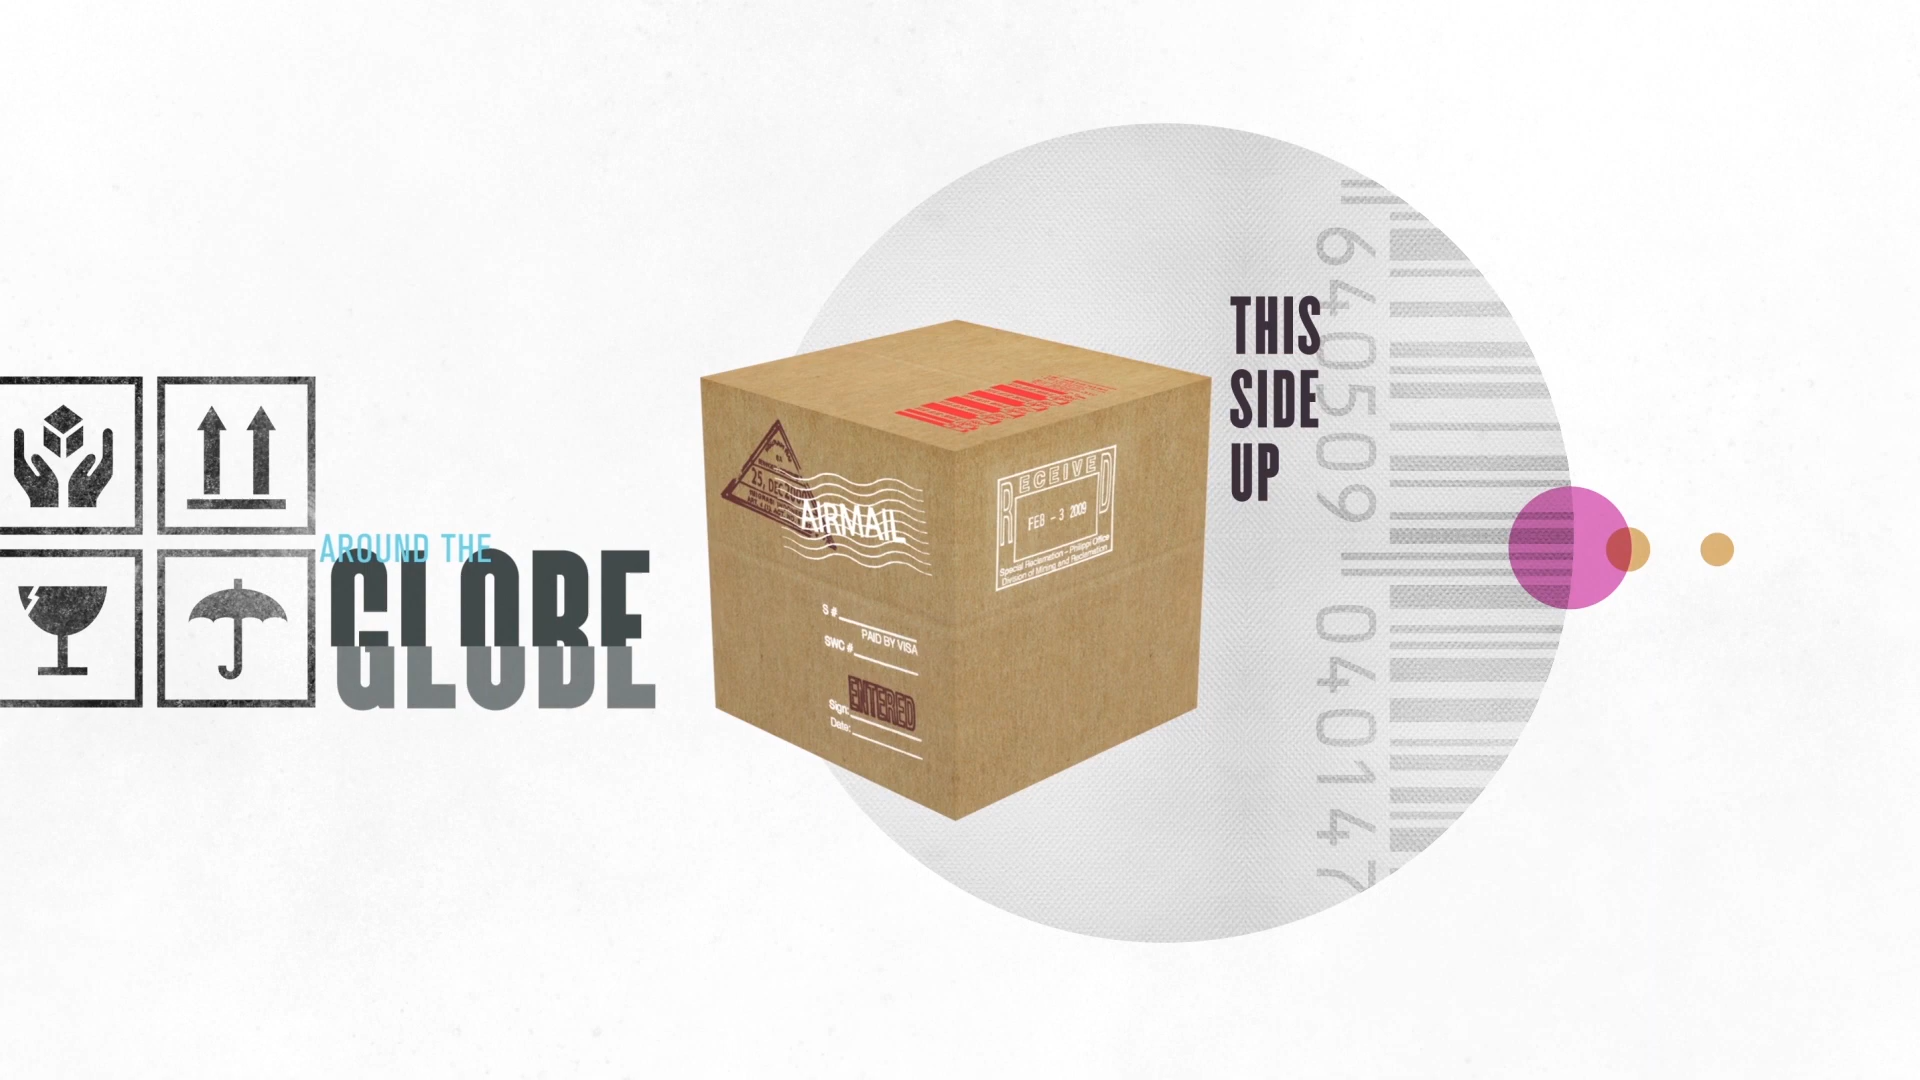 AROUND THE
GLOBE
25, DEC 2009
AIRMAIL
S #
PAID BY VISA
SWC #
ENTERED
Sign:
Date:
RECEIVED
FEB - 3 2009
Special Reclamation - Philippi Office
Division of Mining and Reclamation
THIS
SIDE
UP
640509 040147